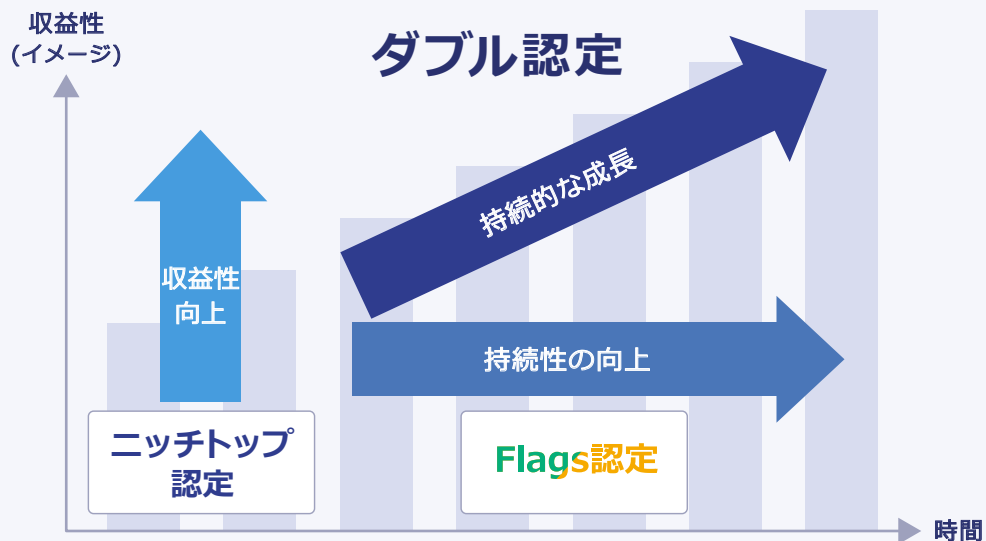 収益性
(イメージ)
ダブル認定
持続的な成長
収益性
向上
持続性の向上
ニッチトップ
認定
Flags認定
時間